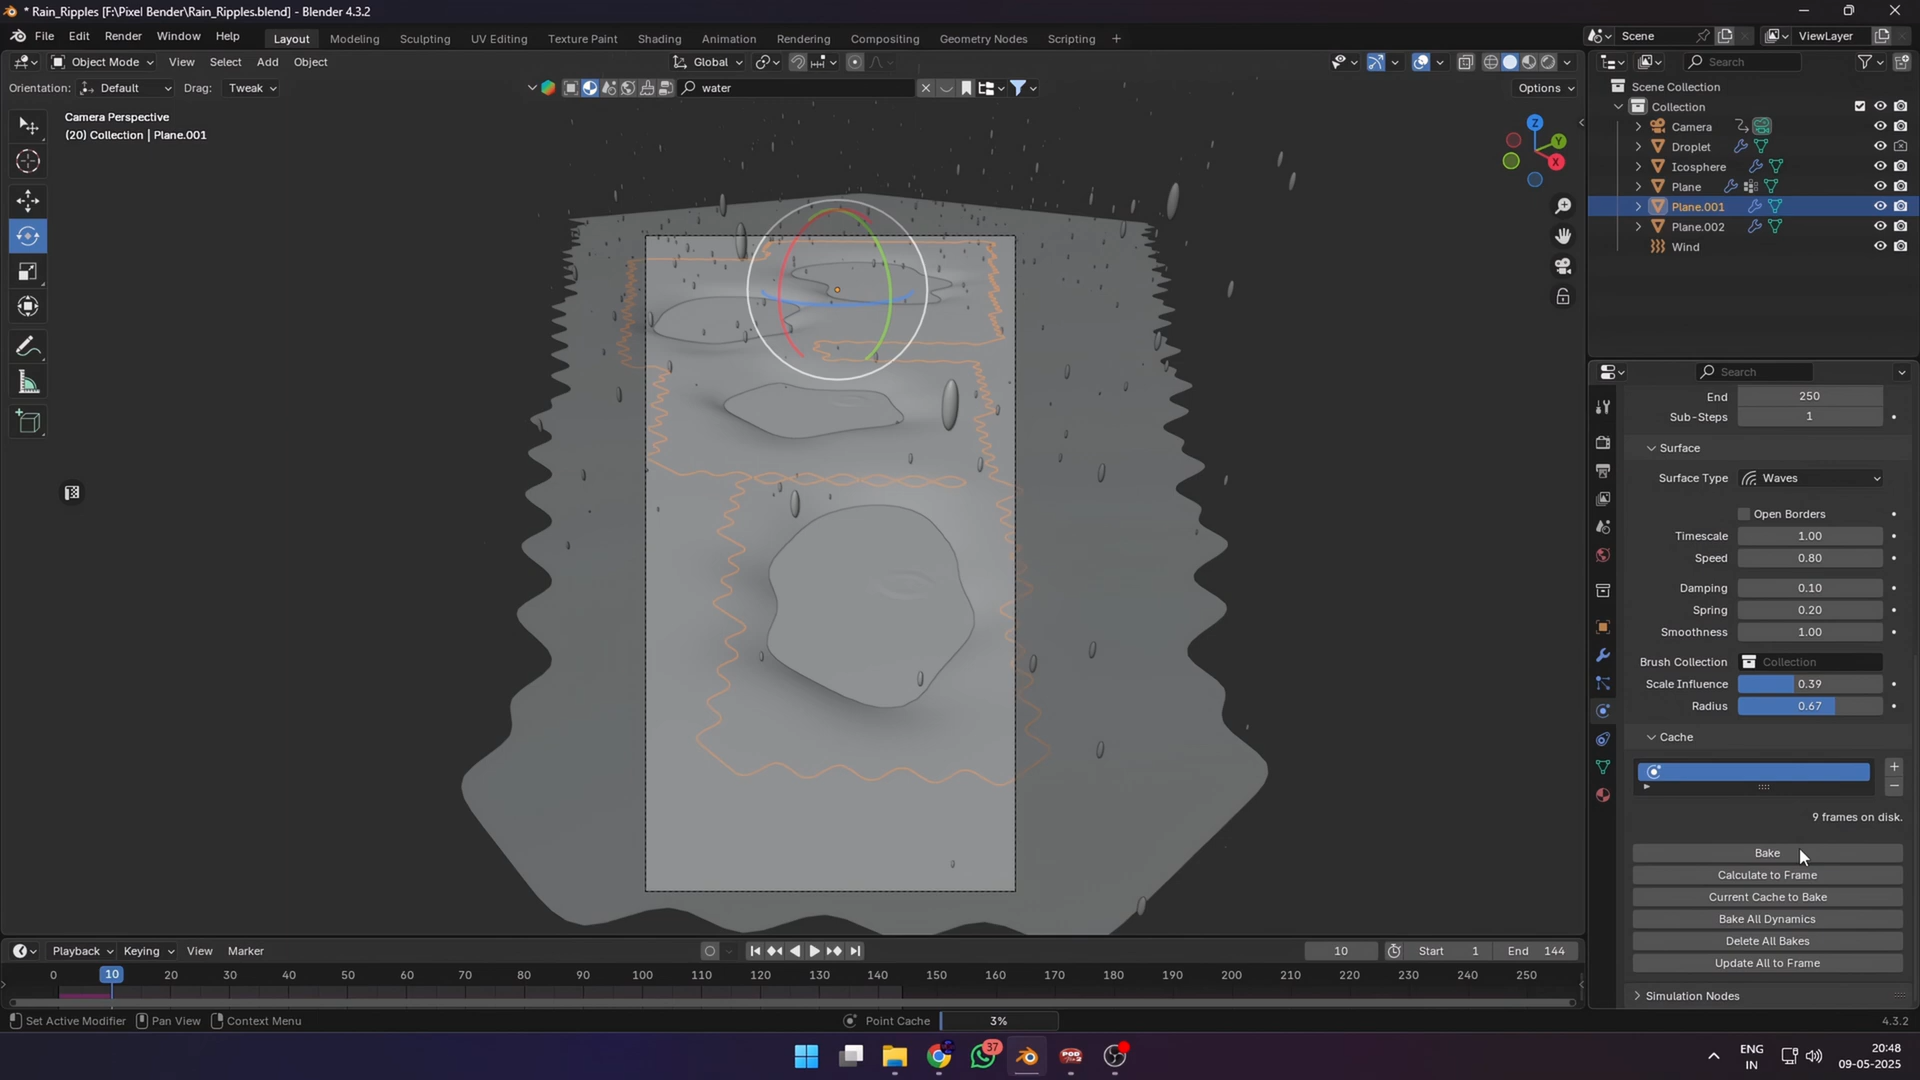 * Rain_Ripples [F:\Pixel Bender\Rain_Ripples.blend] - Blender 4.3.2
File Edit Render Window Help Layout Modeling Sculpting UV Editing Texture Paint Shading Animation Rendering Compositing Geometry Nodes Scripting + Scene ViewLayer
Object Mode View Select Add Object Global Search
Orientation: Default Drag: Tweak water Options
Camera Perspective
(20) Collection | Plane.001
Z
Y
X
Scene Collection
Collection
Camera
Droplet
Icosphere
Plane
Plane.001
Plane.002
Wind
Search
End 250
Sub-Steps 1
Surface
Surface Type Waves
Open Borders
Timescale 1.00
Speed 0.80
Damping 0.10
Spring 0.20
Smoothness 1.00
Brush Collection Collection
Scale Influence 0.39
Radius 0.67
Cache
9 frames on disk.
Bake
Calculate to Frame
Current Cache to Bake
Bake All Dynamics
Delete All Bakes
Update All to Frame
Simulation Nodes
Playback Keying View Marker 10 Start 1 End 144
0 10 20 30 40 50 60 70 80 90 100 110 120 130 140 150 160 170 180 190 200 210 220 230 240 250
Set Active Modifier Pan View Context Menu Point Cache 3% 4.3.2
37
ENG
IN
20:48
09-05-2025